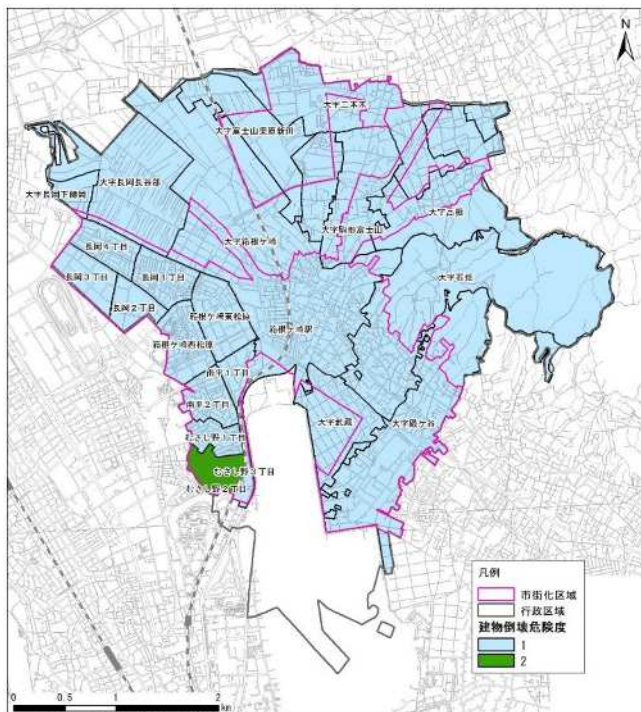 N
大字二本木
大字富士山栗原新田
大字長岡長谷部
大字長岡下師岡
大字高根
大字駒形富士山
大字箱根ケ崎
大字石畑
長岡4丁目
長岡3丁目
長岡1丁目
長岡2丁目
箱根ケ崎東松原
箱根ケ崎駅
箱根ケ崎西松原
南平1丁目
南平2丁目
大字武蔵
大字殿ケ谷
むさし野1丁目
むさし野3丁目
むさし野2丁目
凡例
市街化区域
行政区域
建物倒壊危険度
1
2
0 0.5 1 2
km